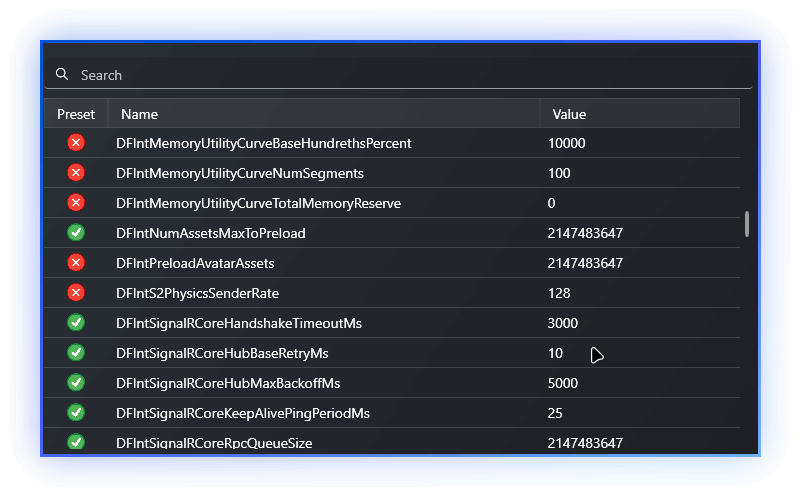 Search
Preset Name Value
DFIntMemoryUtilityCurveBaseHundrethsPercent 10000
DFIntMemoryUtilityCurveNumSegments 100
DFIntMemoryUtilityCurveTotalMemoryReserve 0
DFIntNumAssetsMaxToPreload 2147483647
DFIntPreloadAvatarAssets 2147483647
DFIntS2PhysicsSenderRate 128
DFIntSignalRCoreHandshakeTimeoutMs 3000
DFIntSignalRCoreHubBaseRetryMs 10
DFIntSignalRCoreHubMaxBackoffMs 5000
DFIntSignalRCoreKeepAlivePingPeriodMs 25
DFIntSignalRCoreRpcQueueSize 2147483647